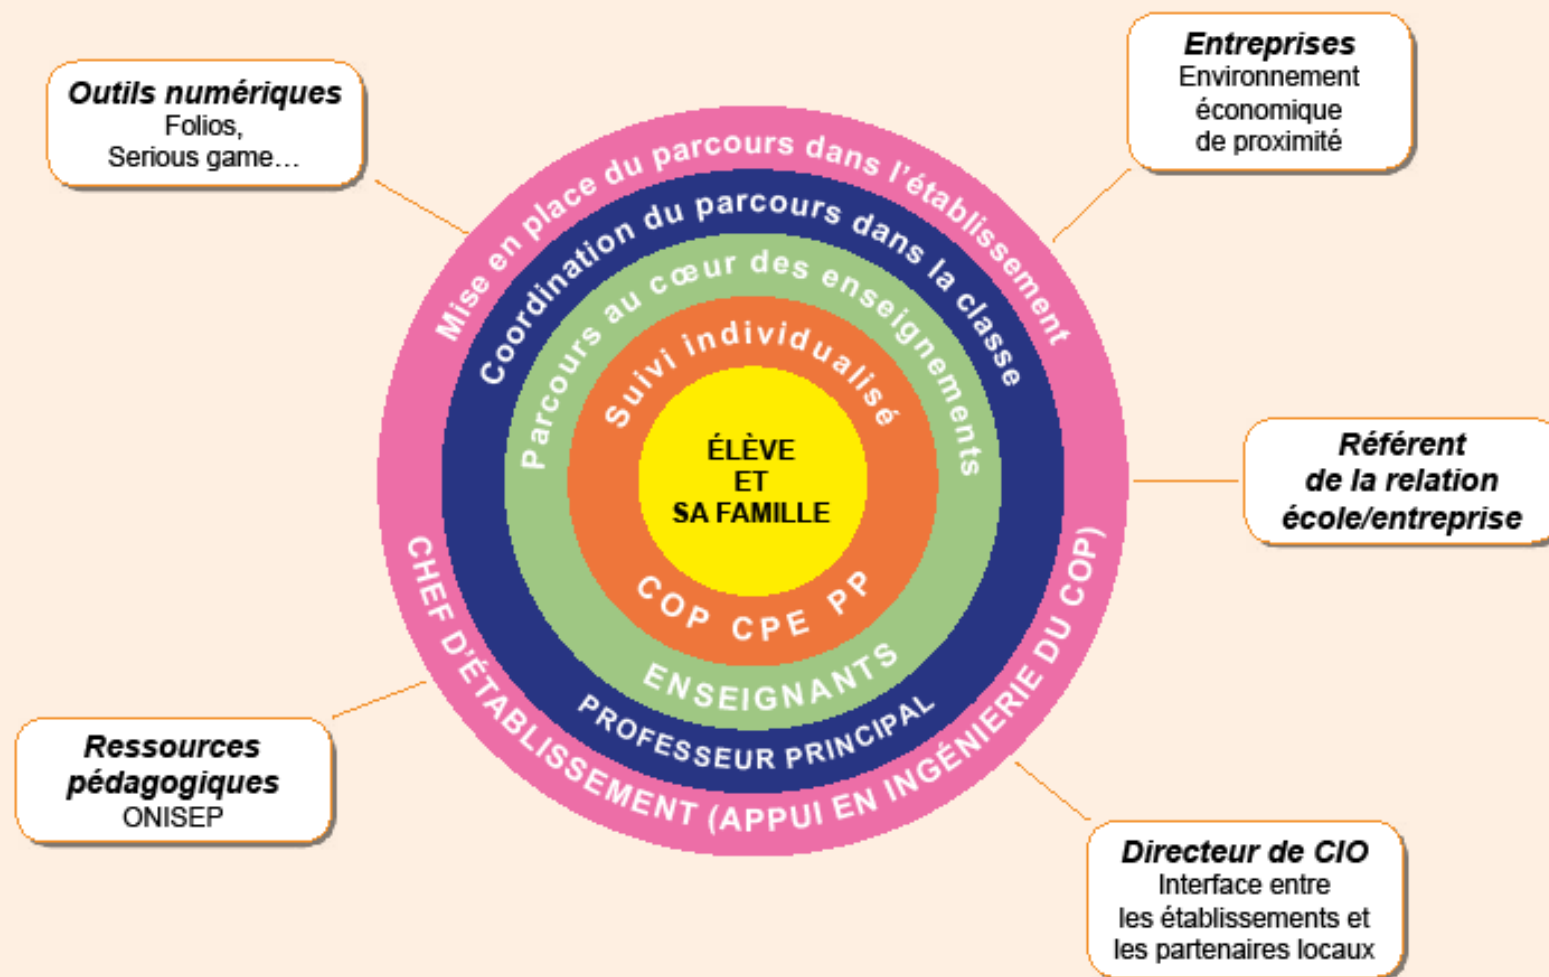 Outils numériques
Folios,
Serious game…
Entreprises
Environnement
économique
de proximité
Mise en place du parcours dans l'établissement
Coordination du parcours dans la classe
Parcours au cœur des enseignements
Suivi individualisé
ÉLÈVE
ET
SA FAMILLE
COP CPE PP
ENSEIGNANTS
PROFESSEUR PRINCIPAL
CHEF D'ÉTABLISSEMENT (APPUI EN INGÉNIERIE DU COP)
Référent
de la relation
école/entreprise
Ressources
pédagogiques
ONISEP
Directeur de CIO
Interface entre
les établissements et
les partenaires locaux